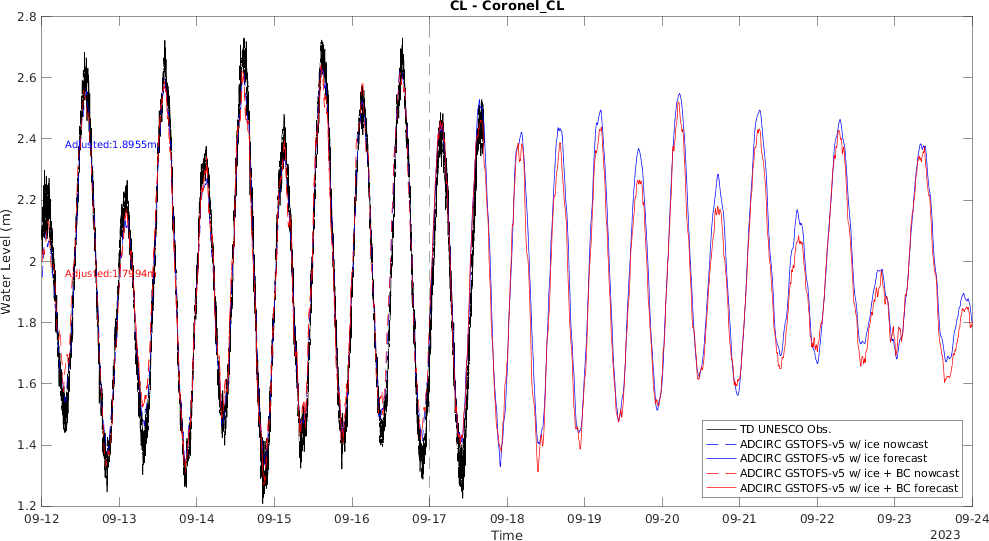 CL - Coronel_CL
2.8
2.6
2.4
2.2
2
1.8
1.6
1.4
1.2
Water Level (m)
Adjusted:1.8955m
Adjusted:1.7994m
TD UNESCO Obs.
ADCIRC GSTOFS-v5 w/ ice nowcast
ADCIRC GSTOFS-v5 w/ ice forecast
ADCIRC GSTOFS-v5 w/ ice + BC nowcast
ADCIRC GSTOFS-v5 w/ ice + BC forecast
09-12 09-13 09-14 09-15 09-16 09-17 09-18 09-19 09-20 09-21 09-22 09-23 09-24
Time
2023